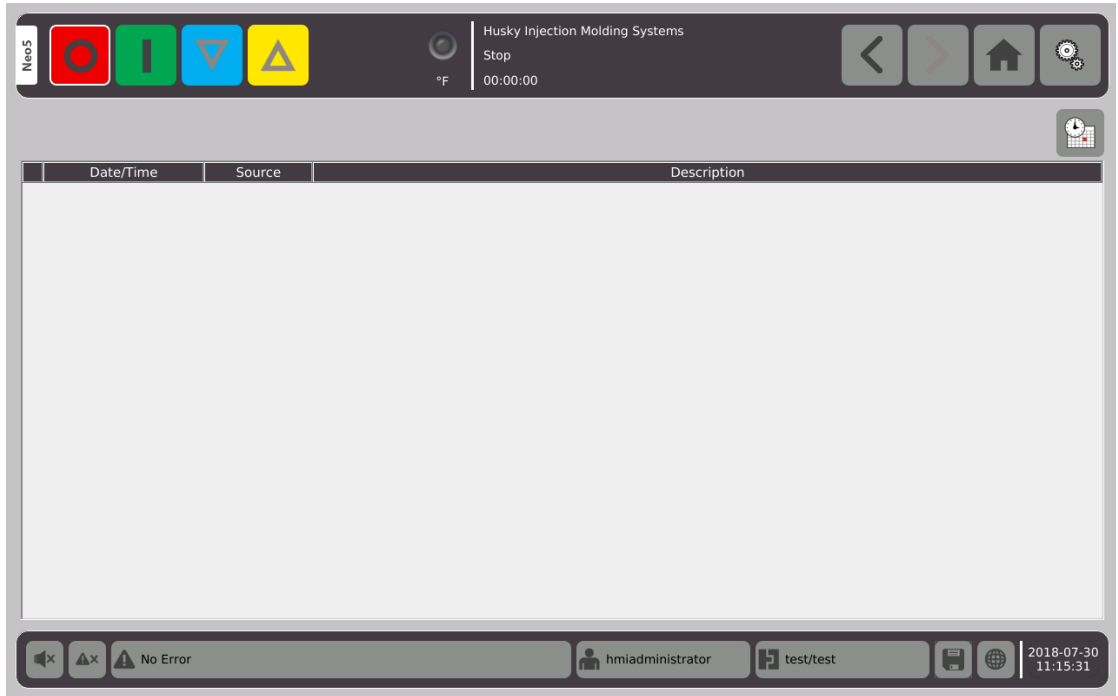 Neo5
Husky Injection Molding Systems
Stop
°F
00:00:00
Date/Time
Source
Description
No Error
hmiadministrator
test/test
2018-07-30
11:15:31